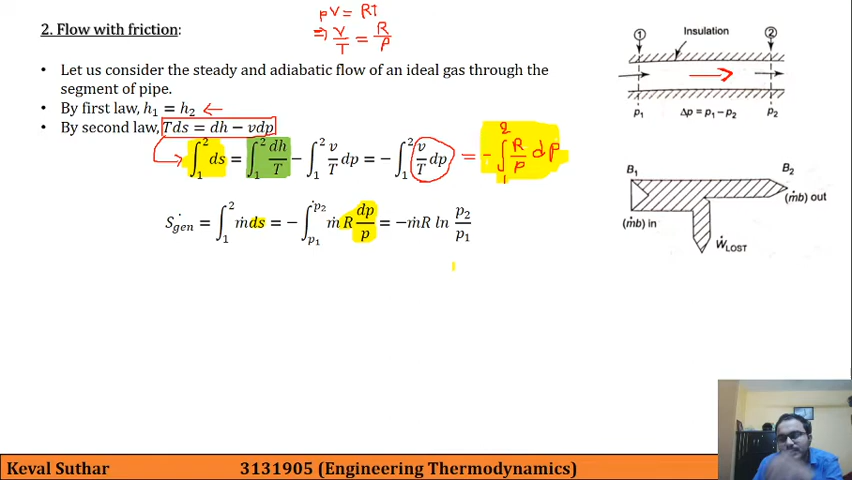 2. Flow with friction:
pV = RT
⇒ V/T = R/P
• Let us consider the steady and adiabatic flow of an ideal gas through the
segment of pipe.
• By first law, h₁ = h₂ ←
• By second law, Tds = dh − vdp
∫₁² ds = ∫₁² dh/T − ∫₁² v/T dp = − ∫₁² v/T dp = − ∫₁² R/P dP
Ṡgen = ∫₁² ṁds = − ∫p₁^p₂ ṁ R dp/p = −ṁR ln p₂/p₁
1
Insulation
2
p₁
Δp = p₁ − p₂
p₂
B₁
B₂
(ṁb) out
(ṁb) in
ẆLOST
Keval Suthar
3131905 (Engineering Thermodynamics)